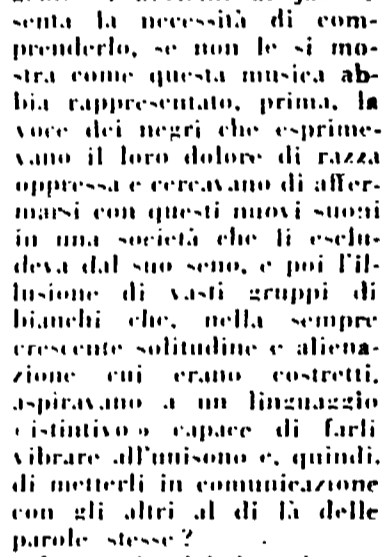 senta la necessità di com-
prenderlo, se non le si mo-
stra come questa musica ab-
bia rappresentato, prima, la
voce dei negri che esprime-
vano il loro dolore di razza
oppressa e cercavano di affer-
marsi con questi nuovi suoni
in una società che li esclu-
deva dal suo seno, e poi l'il-
lusione di vasti gruppi di
bianchi che, nella sempre
crescente solitudine e aliena-
zione cui erano costretti,
aspiravano a un linguaggio
«istintivo» capace di farli
vibrare all'unisono e, quindi,
di metterli in comunicazione
con gli altri al di là delle
parole stesse?